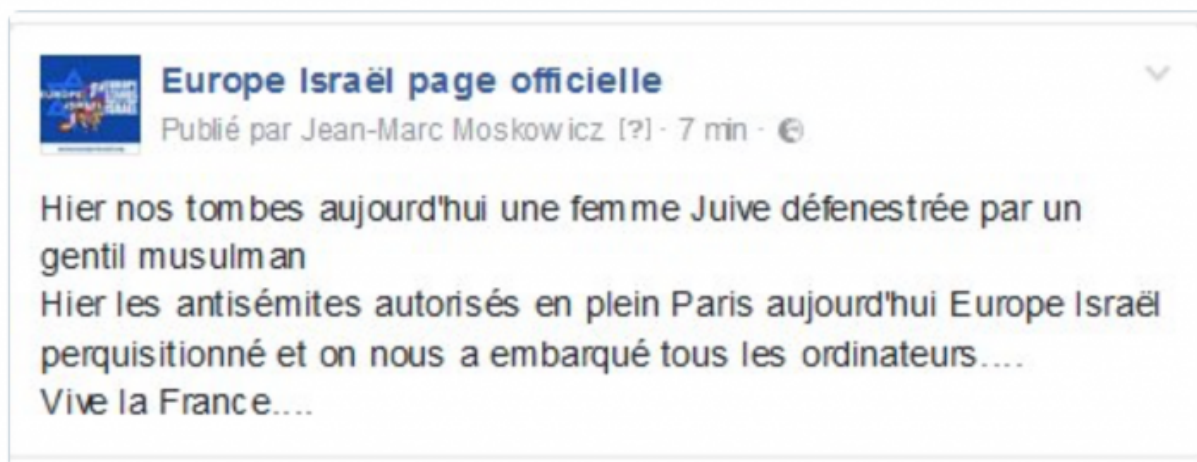 Europe Israël page officielle
Publié par Jean-Marc Moskowicz [?] · 7 min ·
Hier nos tombes aujourd'hui une femme Juive défenestrée par un
gentil musulman
Hier les antisémites autorisés en plein Paris aujourd'hui Europe Israël
perquisitionné et on nous a embarqué tous les ordinateurs....
Vive la France....